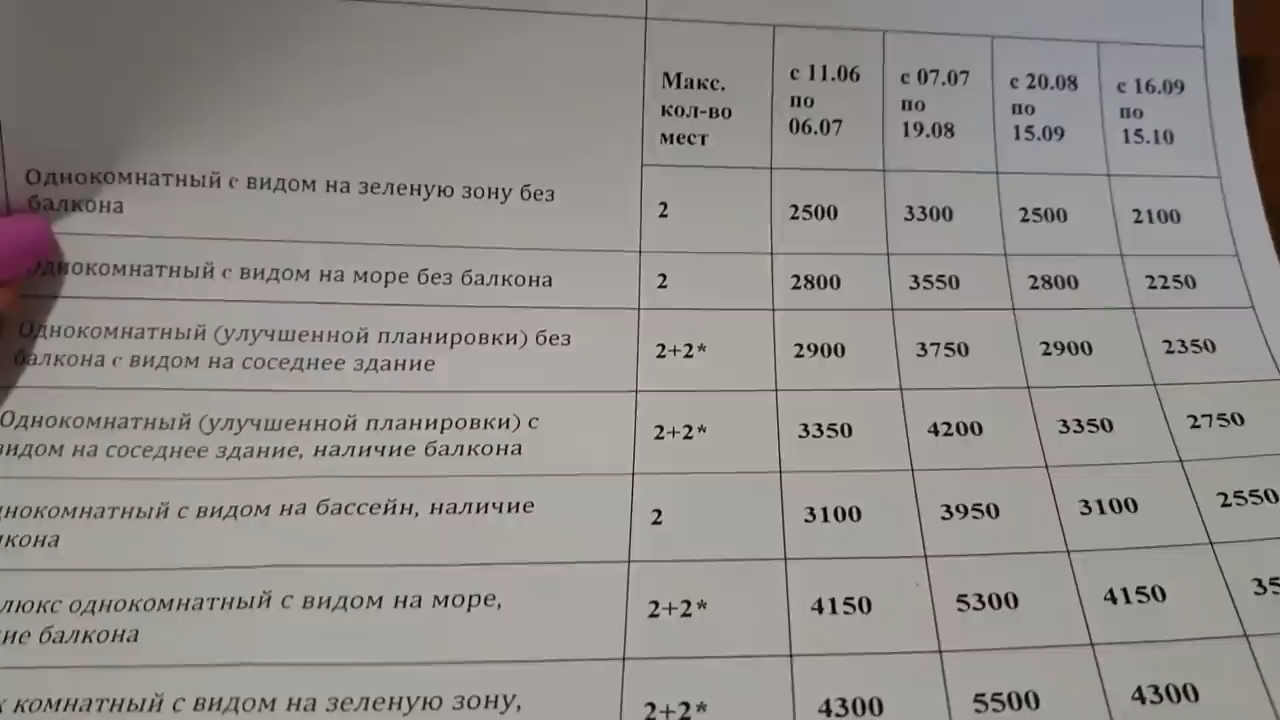 Макс.
кол-во
мест
с 11.06
по
06.07
с 07.07
по
19.08
с 20.08
по
15.09
с 16.09
по
15.10
Однокомнатный с видом на зеленую зону без
балкона
2 2500 3300 2500 2100
Однокомнатный с видом на море без балкона 2 2800 3550 2800 2250
Однокомнатный (улучшенной планировки) без
балкона с видом на соседнее здание
2+2* 2900 3750 2900 2350
Однокомнатный (улучшенной планировки) с
видом на соседнее здание, наличие балкона
2+2* 3350 4200 3350 2750
однокомнатный с видом на бассейн, наличие
балкона
2 3100 3950 3100 2550
люкс однокомнатный с видом на море,
балкона
2+2* 4150 5300 4150
комнатный с видом на зеленую зону, 2+2* 4300 5500 4300